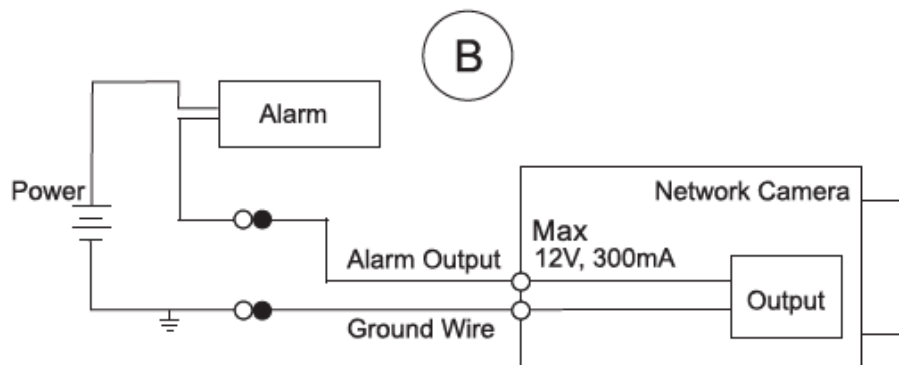 B
Alarm
Power
Network Camera
Max
12V, 300mA
Alarm Output
Output
Ground Wire